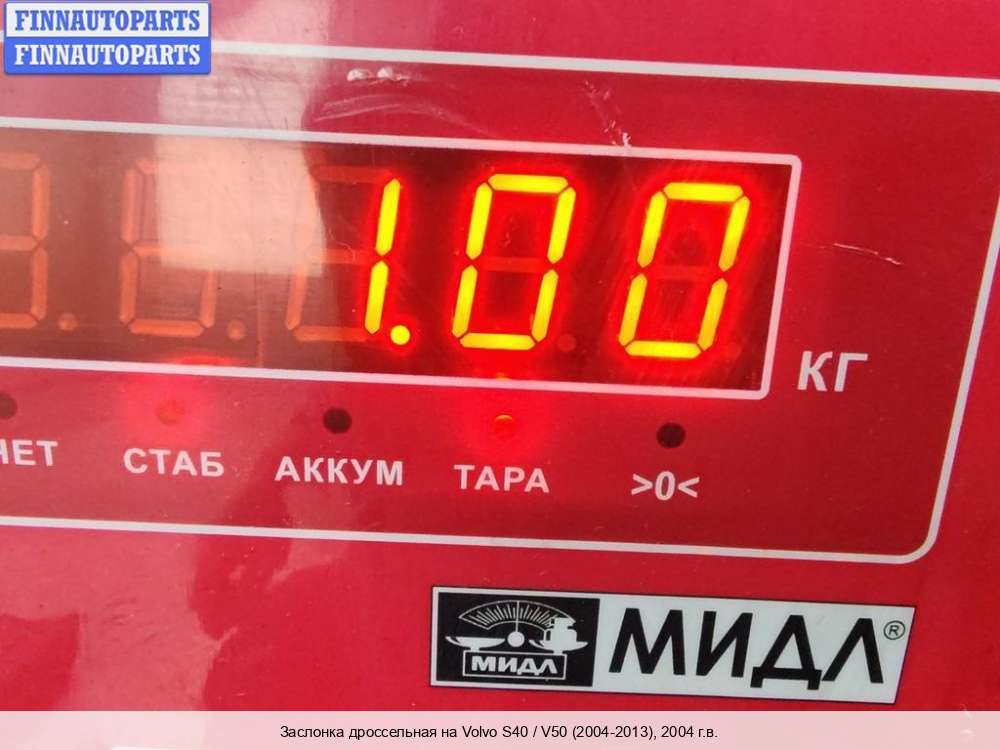 FINNAUTOPARTS
FINNAUTOPARTS
1.00
КГ
СТАБ АККУМ ТАРА >0<
МИДЛ МИДЛ®
Заслонка дроссельная на Volvo S40 / V50 (2004-2013), 2004 г.в.